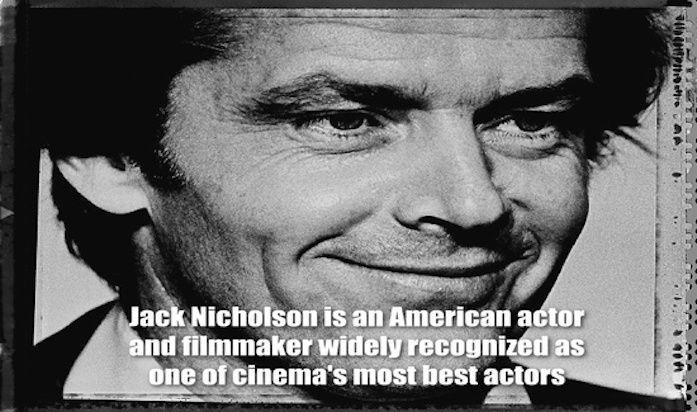 Jack Nicholson is an American actor
and filmmaker widely recognized as
one of cinema's most best actors